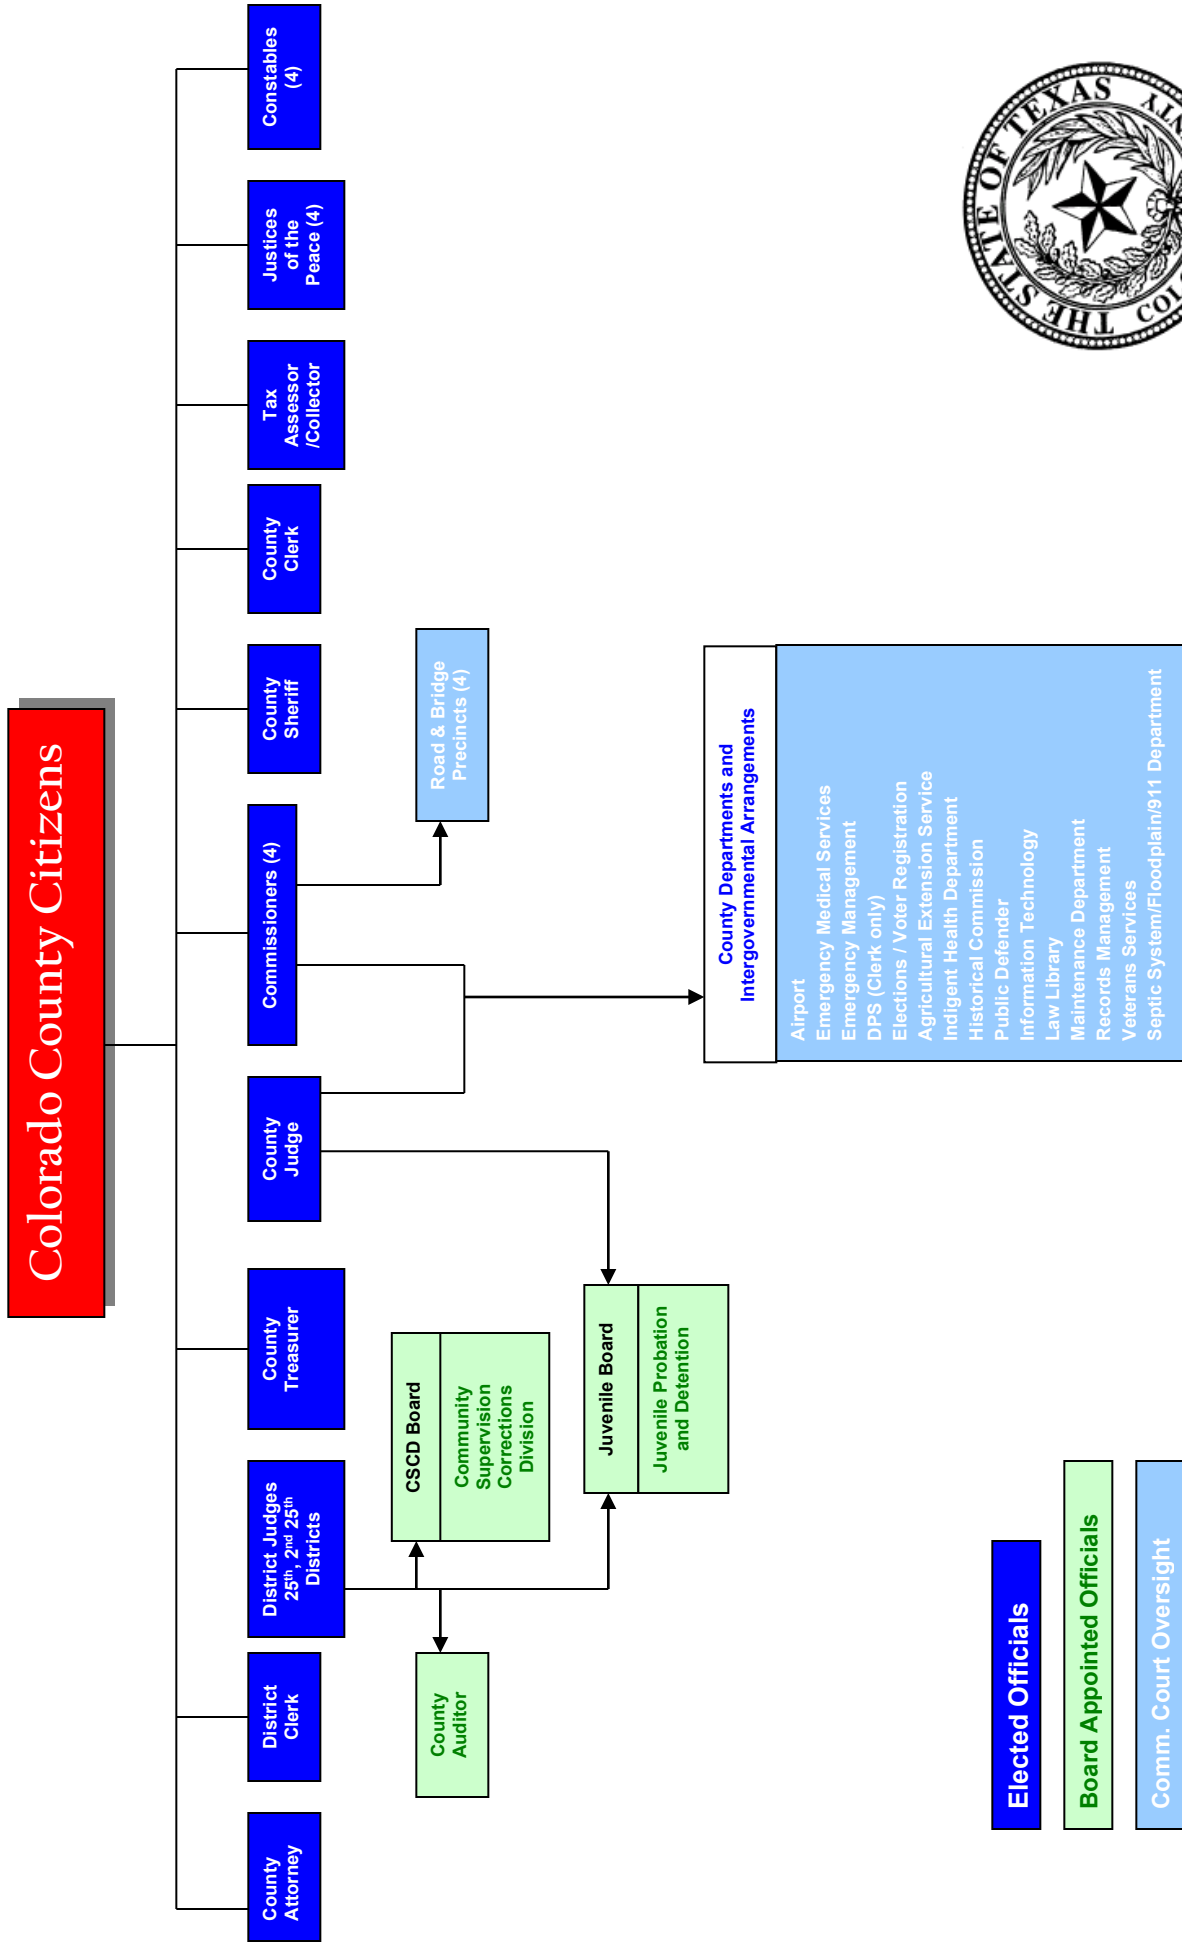 Colorado County Citizens
County
Attorney
District
Clerk
District Judges
25th, 2nd 25th
Districts
County
Treasurer
County
Judge
Commissioners (4)
County
Sheriff
County
Clerk
Tax
Assessor
/Collector
Justices
of the
Peace (4)
Constables
(4)
County
Auditor
CSCD Board
Community
Supervision
Corrections
Division
Juvenile Board
Juvenile Probation
and Detention
Road & Bridge
Precincts (4)
County Departments and
Intergovernmental Arrangements
Airport
Emergency Medical Services
Emergency Management
DPS (Clerk only)
Elections / Voter Registration
Agricultural Extension Service
Indigent Health Department
Historical Commission
Public Defender
Information Technology
Law Library
Maintenance Department
Records Management
Veterans Services
Septic System/Floodplain/911 Department
Elected Officials
Board Appointed Officials
Comm. Court Oversight
THE STATE OF TEXAS